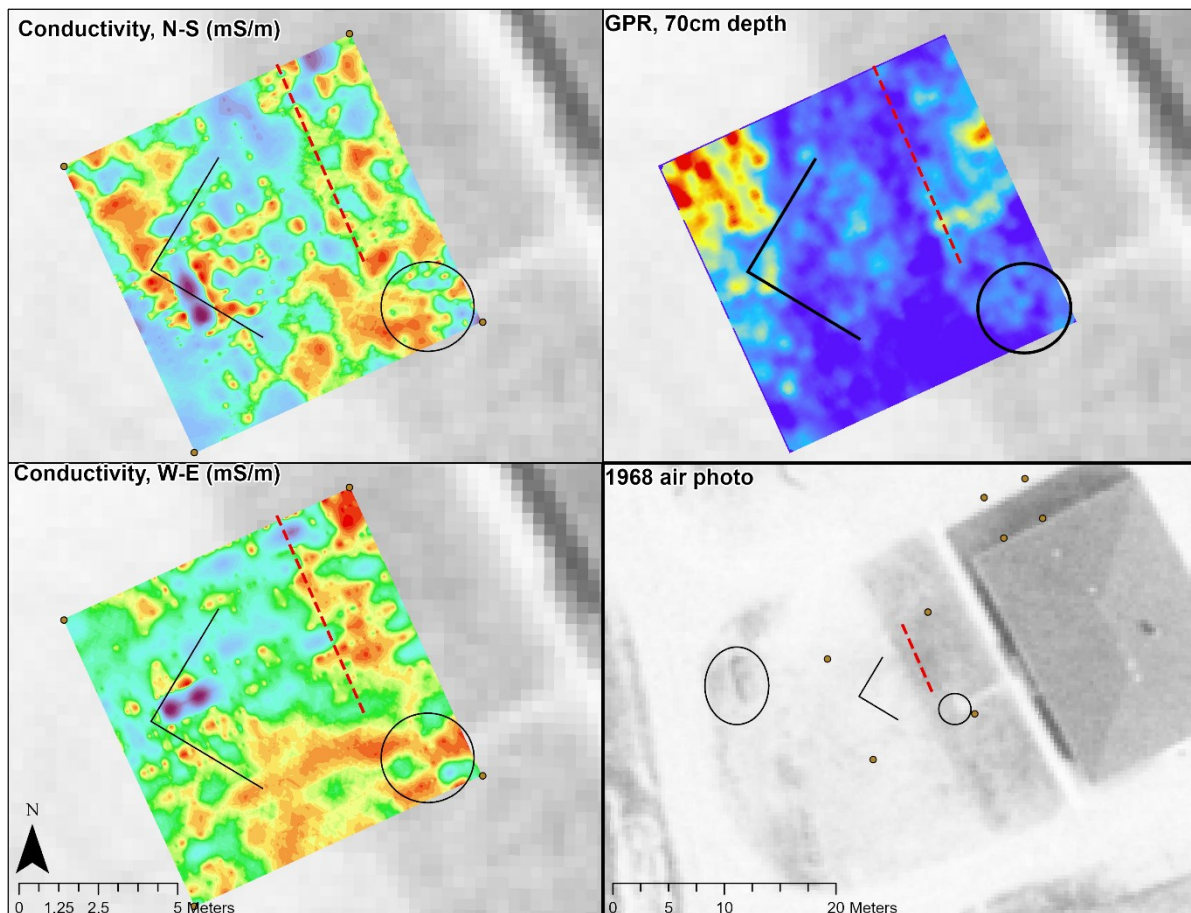 Conductivity, N-S (mS/m)
GPR, 70cm depth
Conductivity, W-E (mS/m)
1968 air photo
N
0 1.25 2.5 5 Meters
0 5 10 20 Meters